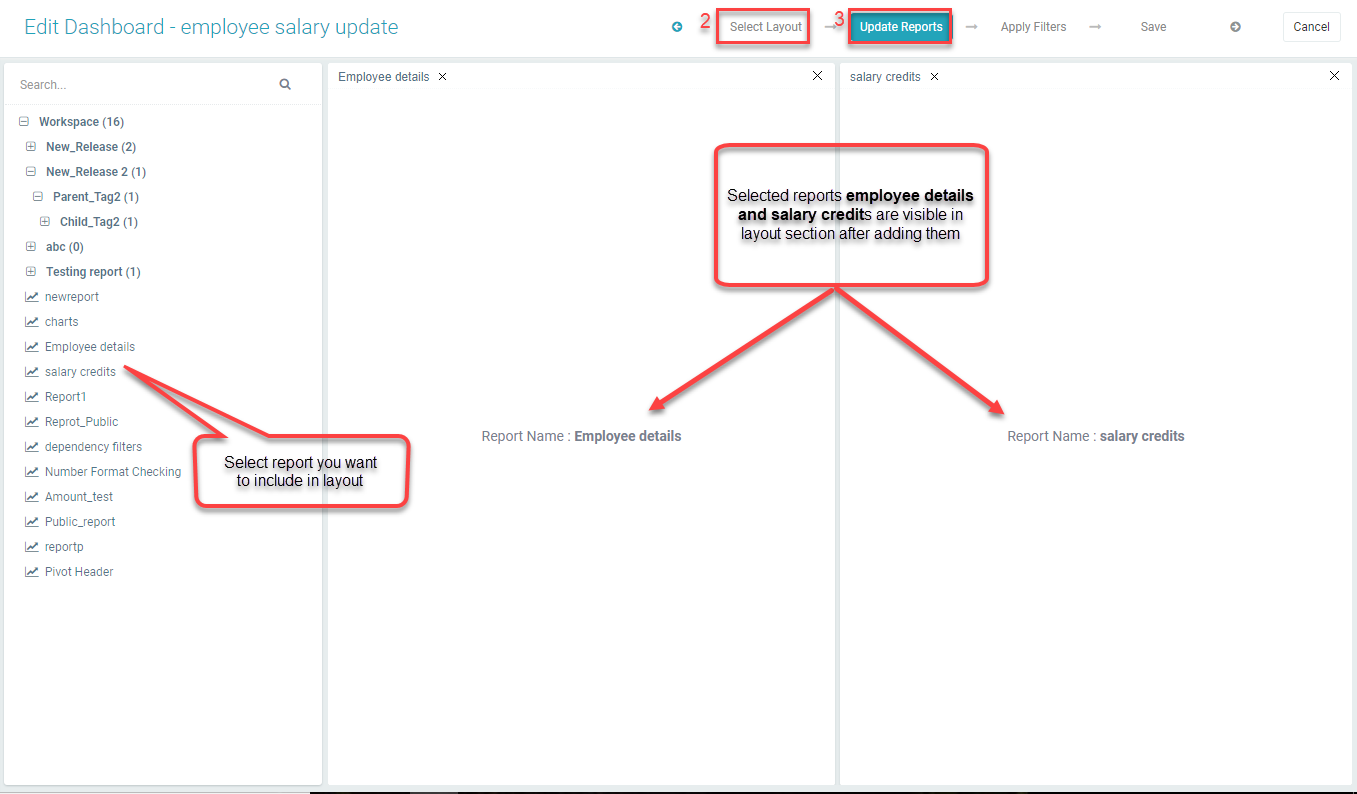 Edit Dashboard - employee salary update
2
Select Layout
3
Update Reports
Apply Filters
Save
Cancel
Search...
Workspace (16)
New_Release (2)
New_Release 2 (1)
Parent_Tag2 (1)
Child_Tag2 (1)
abc (0)
Testing report (1)
newreport
charts
Employee details
salary credits
Report1
Reprot_Public
dependency filters
Number Format Checking
Amount_test
Public_report
reportp
Pivot Header
Select report you want
to include in layout
Employee details
salary credits
Selected reports employee details
and salary credits are visible in
layout section after adding them
Report Name : Employee details
Report Name : salary credits